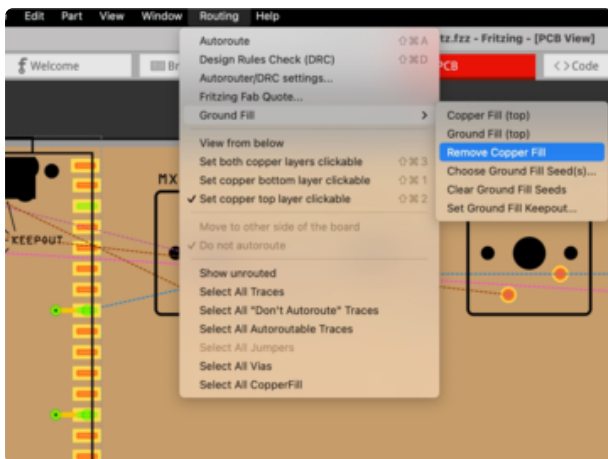 Edit Part View Window Routing Help
tz.fzz - Fritzing - [PCB View]
Welcome
Br
PCB
<> Code
Autoroute ⇧⌘A
Design Rules Check (DRC) ⇧⌘D
Autorouter/DRC settings...
Fritzing Fab Quote...
Ground Fill >
View from below
Set both copper layers clickable ⇧⌘3
Set copper bottom layer clickable ⇧⌘1
✓ Set copper top layer clickable ⇧⌘2
Move to other side of the board
✓ Do not autoroute
Show unrouted
Select All Traces
Select All "Don't Autoroute" Traces
Select All Autoroutable Traces
Select All Jumpers
Select All Vias
Select All CopperFill
Copper Fill (top)
Ground Fill (top)
Remove Copper Fill
Choose Ground Fill Seed(s)...
Clear Ground Fill Seeds
Set Ground Fill Keepout...
MX
KEEPOUT